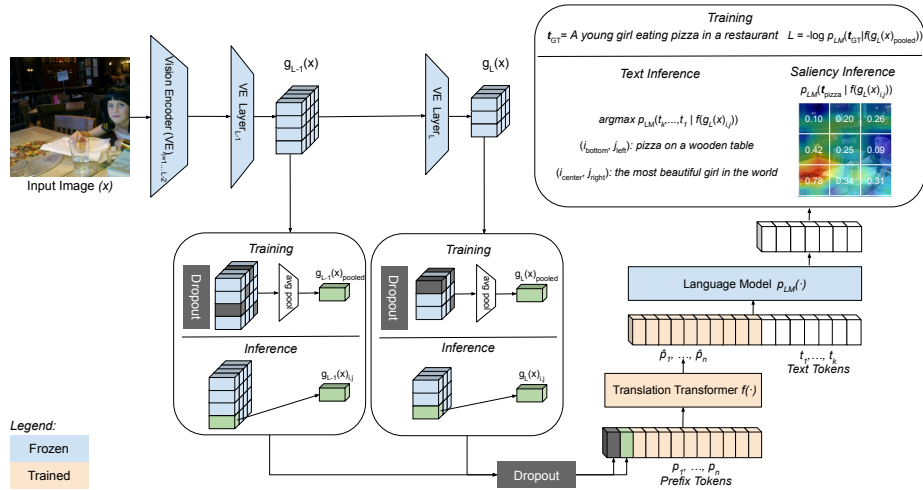 Training
t_GT= A young girl eating pizza in a restaurant L = -log p_LM(t_GT|f(g_L(x)_pooled))
Text Inference
Saliency Inference
p_LM(t_pizza | f(g_L(x)_i,j))
argmax p_LM(t_k,...,t_1 | f(g_L(x)_i,j))
(i_bottom, j_left): pizza on a wooden table
(i_center, j_right): the most beautiful girl in the world
0.10 0.20 0.26
0.42 0.25 0.09
0.78 0.34 0.31
Input Image (x)
Vision Encoder (VE)_l=1...L-2
VE Layer_L-1
g_L-1(x)
VE Layer_L
g_L(x)
Training
Dropout
avg pool
g_L-1(x)_pooled
Inference
g_L-1(x)_i,j
Training
Dropout
avg pool
g_L(x)_pooled
Inference
g_L(x)_i,j
Language Model p_LM(·)
p̂_1, …, p̂_n
t_1,…, t_k
Text Tokens
Translation Transformer f(·)
p_1, …, p_n
Prefix Tokens
Dropout
Legend:
Frozen
Trained